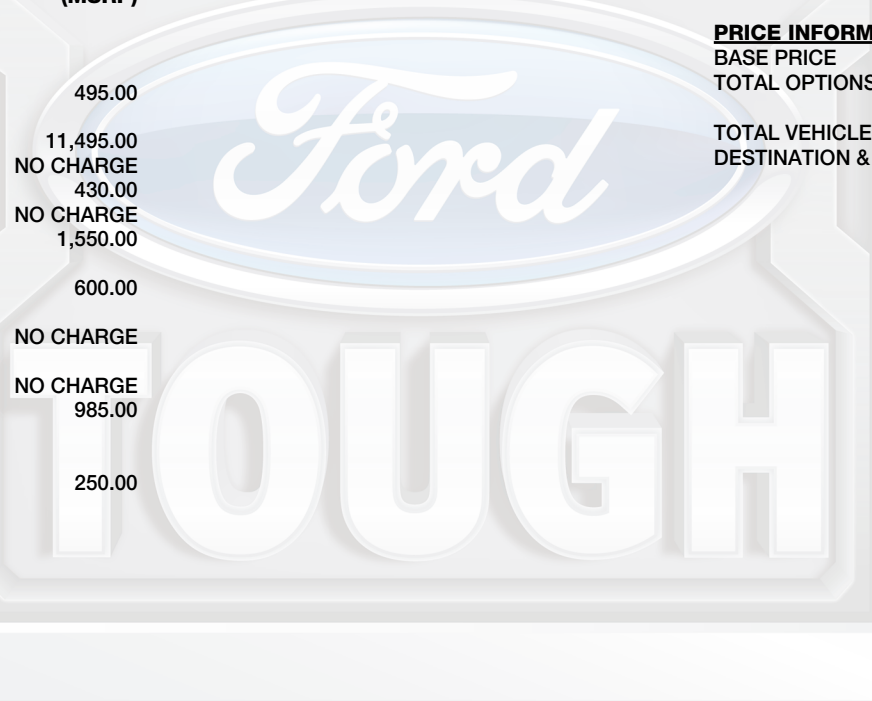 (MSRP)
495.00
11,495.00
NO CHARGE
430.00
NO CHARGE
1,550.00
600.00
NO CHARGE
NO CHARGE
985.00
250.00
PRICE INFORM
BASE PRICE
TOTAL OPTIONS
TOTAL VEHICLE
DESTINATION &
Ford
TOUGH